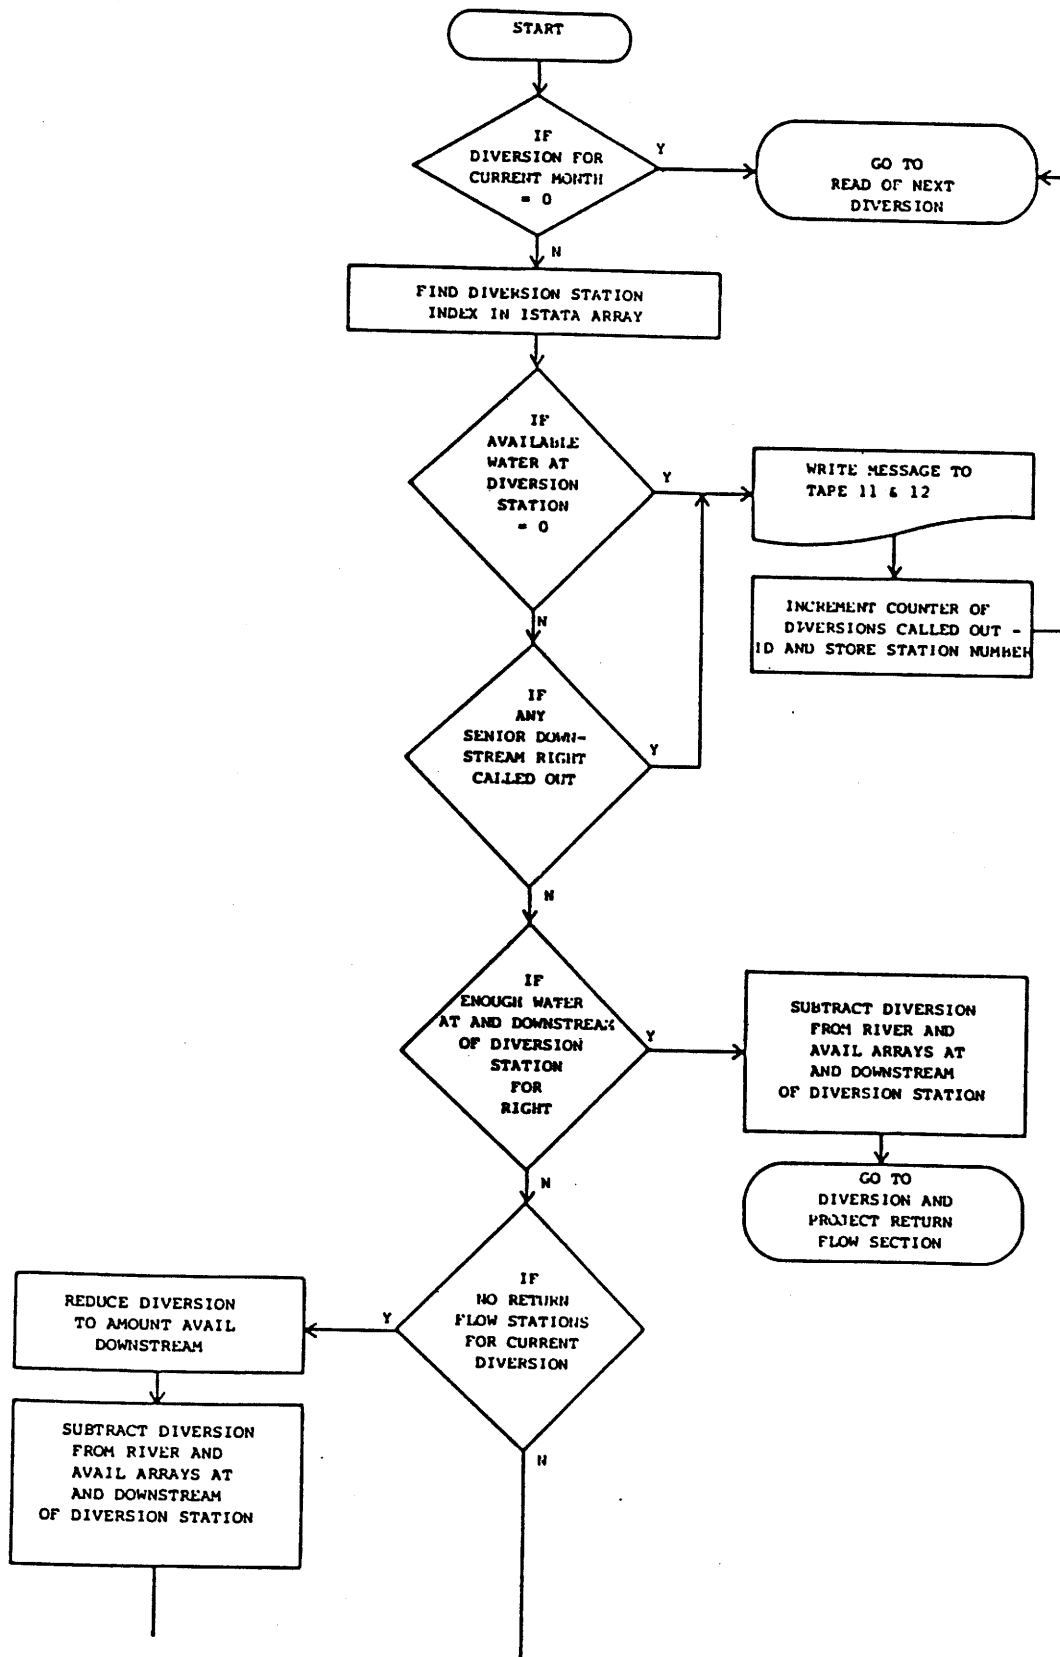 START
IF
DIVERSION FOR
CURRENT MONTH
= 0
Y
GO TO
READ OF NEXT
DIVERSION
N
FIND DIVERSION STATION
INDEX IN ISTATA ARRAY
IF
AVAILABLE
WATER AT
DIVERSION
STATION
= 0
Y
WRITE MESSAGE TO
TAPE 11 & 12
N
INCREMENT COUNTER OF
DIVERSIONS CALLED OUT -
ID AND STORE STATION NUMBER
IF
ANY
SENIOR DOWN-
STREAM RIGHT
CALLED OUT
Y
N
IF
ENOUGH WATER
AT AND DOWNSTREAM
OF DIVERSION
STATION
FOR
RIGHT
Y
SUBTRACT DIVERSION
FROM RIVER AND
AVAIL ARRAYS AT
AND DOWNSTREAM
OF DIVERSION STATION
N
GO TO
DIVERSION AND
PROJECT RETURN
FLOW SECTION
IF
NO RETURN
FLOW STATIONS
FOR CURRENT
DIVERSION
Y
REDUCE DIVERSION
TO AMOUNT AVAIL
DOWNSTREAM
SUBTRACT DIVERSION
FROM RIVER AND
AVAIL ARRAYS AT
AND DOWNSTREAM
OF DIVERSION STATION
N